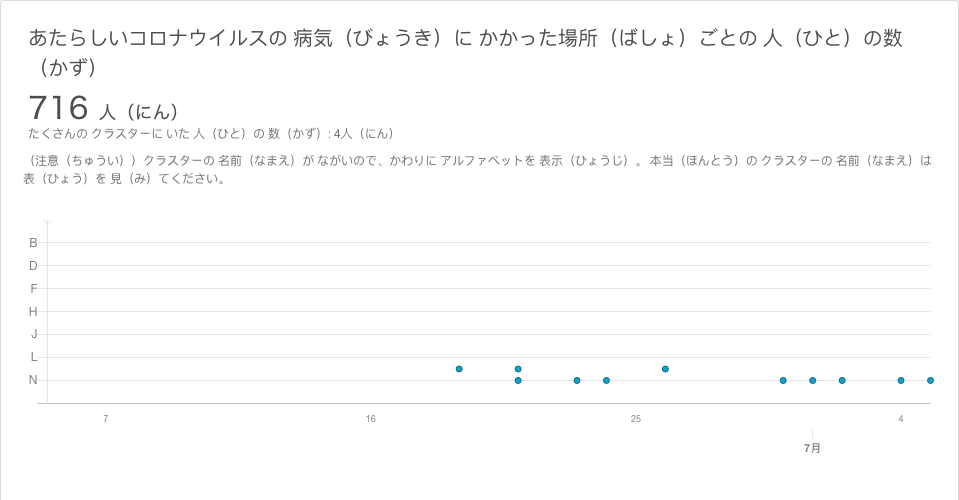 あたらしいコロナウイルスの 病気（びょうき）に かかった場所（ばしょ）ごとの 人（ひと）の数
（かず）
716 人（にん）
たくさんの クラスターに いた 人（ひと）の 数（かず）: 4人（にん）
（注意（ちゅうい））クラスターの 名前（なまえ）が ながいので、かわりに アルファベットを 表示（ひょうじ）。 本当（ほんとう）の クラスターの 名前（なまえ）は
表（ひょう）を 見（み）てください。
B
D
F
H
J
L
N
7 16 25 4
7月